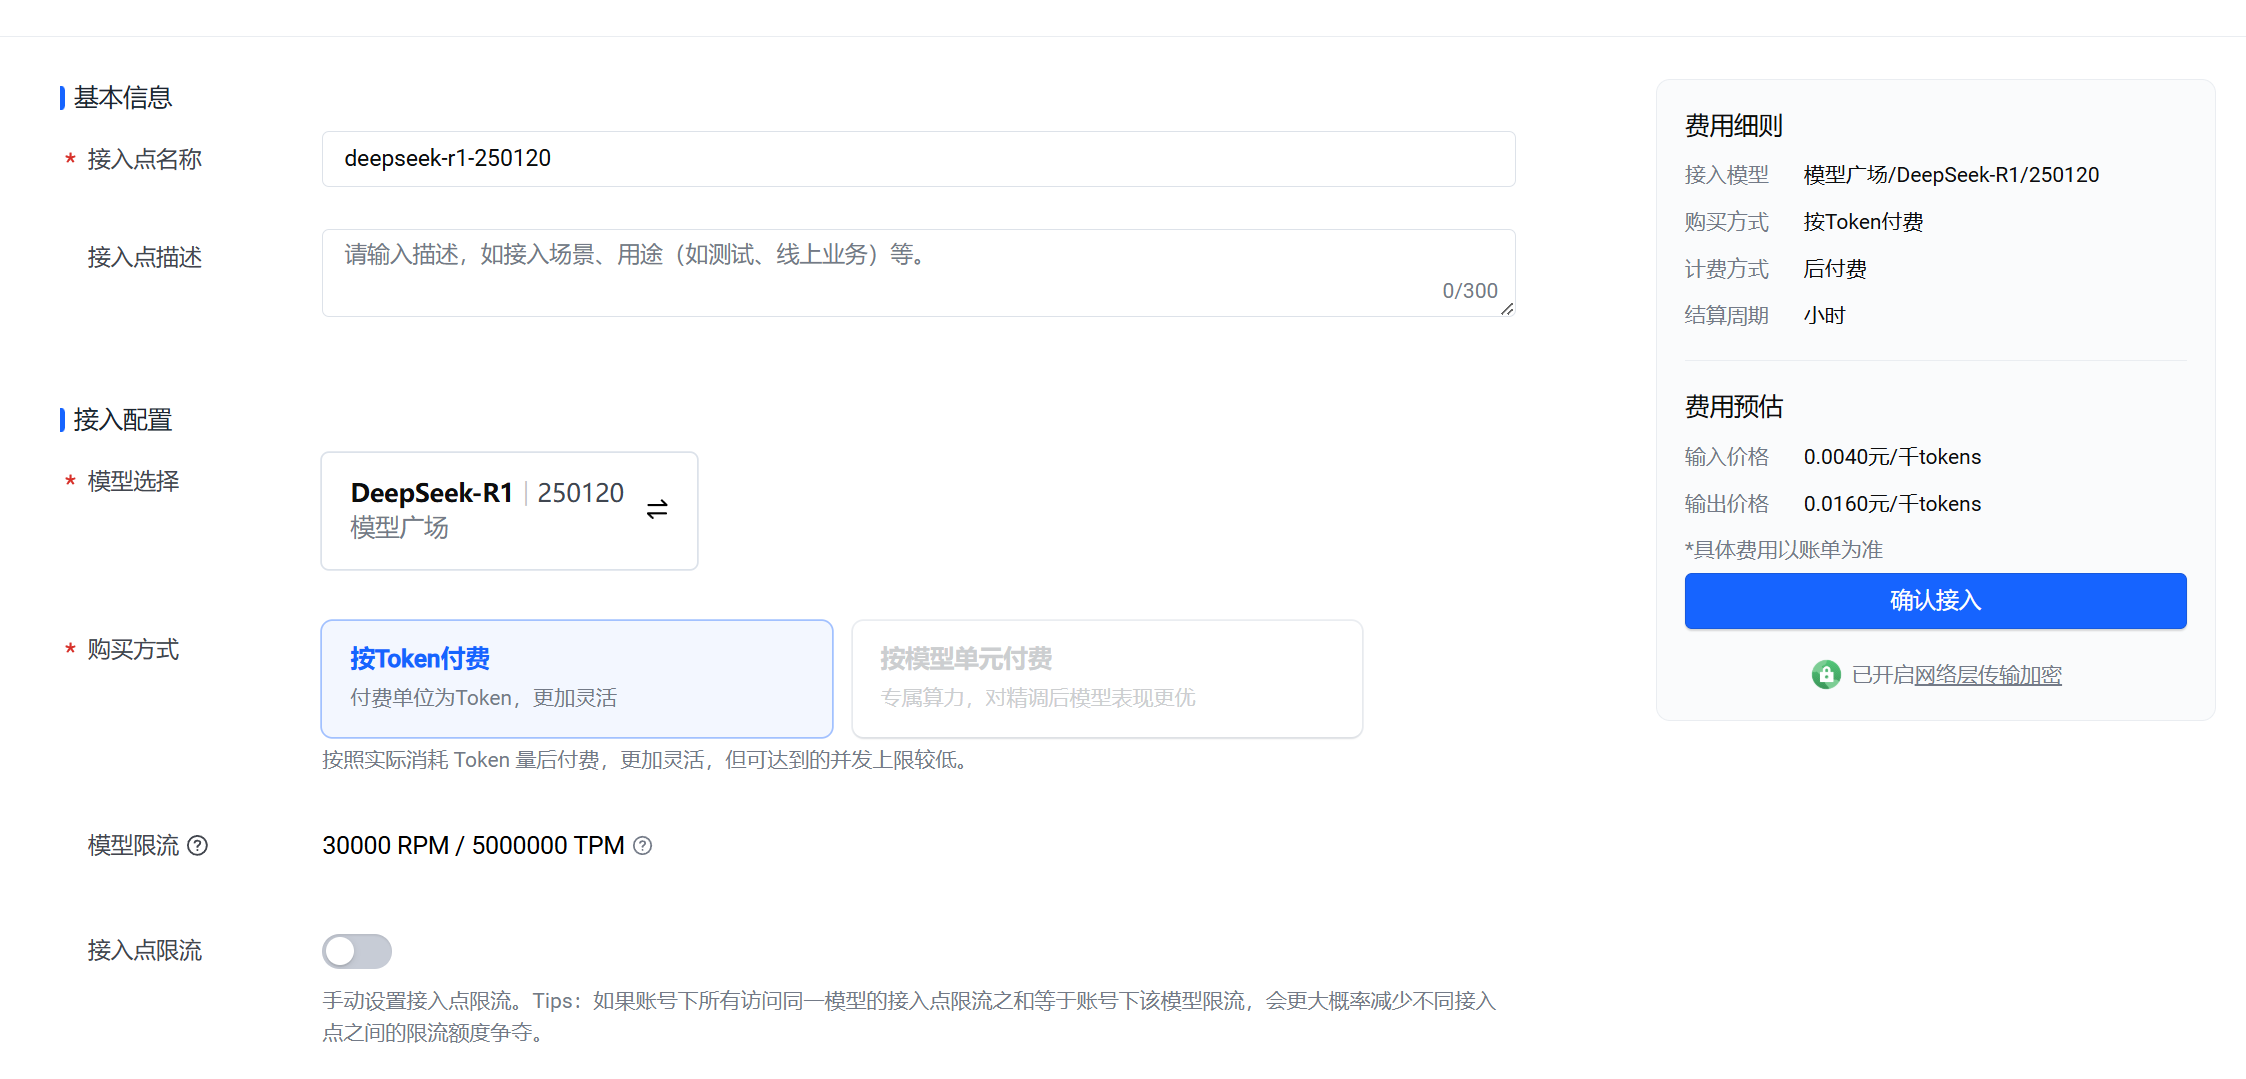 基本信息
* 接入点名称
deepseek-r1-250120
接入点描述
请输入描述，如接入场景、用途（如测试、线上业务）等。
0/300
接入配置
* 模型选择
DeepSeek-R1 | 250120
模型广场
* 购买方式
按Token付费
付费单位为Token，更加灵活
按模型单元付费
专属算力，对精调后模型表现更优
按照实际消耗 Token 量后付费，更加灵活，但可达到的并发上限较低。
模型限流
30000 RPM / 5000000 TPM
接入点限流
手动设置接入点限流。Tips：如果账号下所有访问同一模型的接入点限流之和等于账号下该模型限流，会更大概率减少不同接入
点之间的限流额度争夺。
费用细则
接入模型 模型广场/DeepSeek-R1/250120
购买方式 按Token付费
计费方式 后付费
结算周期 小时
费用预估
输入价格 0.0040元/千tokens
输出价格 0.0160元/千tokens
*具体费用以账单为准
确认接入
已开启网络层传输加密